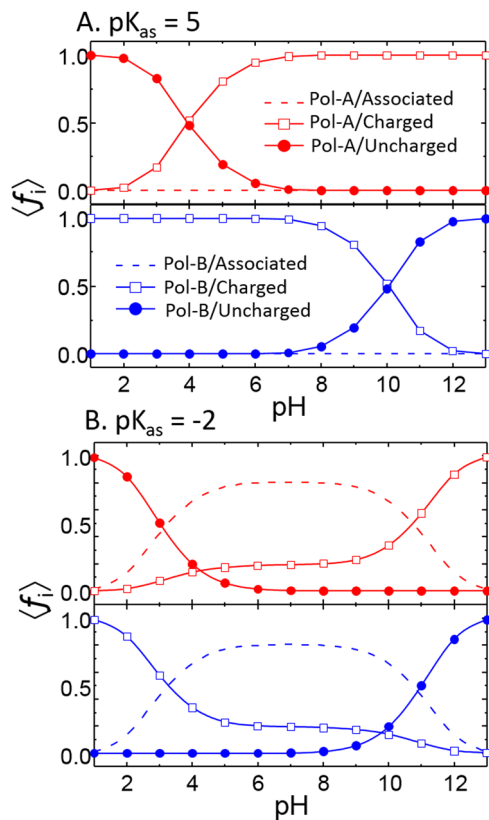 A. pKas = 5
1.0
0.5
0.0
Pol-A/Associated
Pol-A/Charged
Pol-A/Uncharged
⟨fi⟩
1.0
0.5
0.0
Pol-B/Associated
Pol-B/Charged
Pol-B/Uncharged
2 4 6 8 10 12
pH
B. pKas = -2
1.0
0.5
0.0
⟨fi⟩
1.0
0.5
0.0
2 4 6 8 10 12
pH